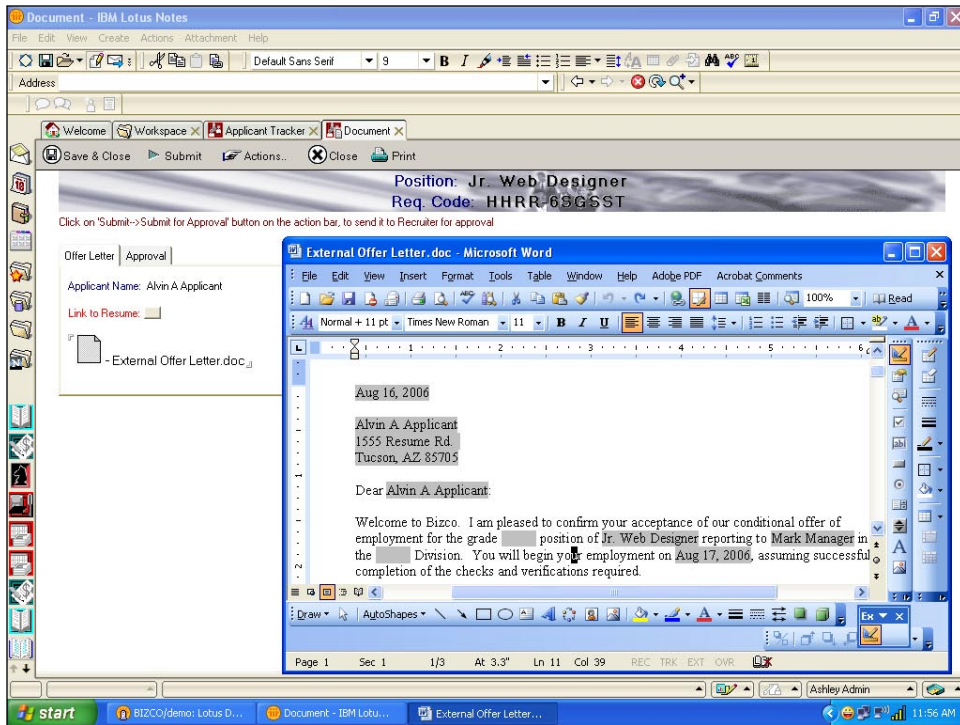 Document - IBM Lotus Notes
File Edit View Create Actions Attachment Help
Default Sans Serif 9 B I
Address
Welcome Workspace Applicant Tracker Document
Save & Close Submit Actions.. Close Print
Position: Jr. Web Designer
Req. Code: HHRR-6SGSST
Click on 'Submit-->Submit for Approval' button on the action bar, to send it to Recruiter for approval
Offer Letter Approval
Applicant Name: Alvin A Applicant
Link to Resume:
- External Offer Letter.doc
External Offer Letter.doc - Microsoft Word
File Edit View Insert Format Tools Table Window Help Adobe PDF Acrobat Comments
100% Read
Normal + 11 pt Times New Roman 11 B I U
1 2 3 4 5 6
Aug 16, 2006
Alvin A Applicant
1555 Resume Rd.
Tucson, AZ 85705
Dear Alvin A Applicant:
Welcome to Bizco. I am pleased to confirm your acceptance of our conditional offer of
employment for the grade position of Jr. Web Designer reporting to Mark Manager in
the Division. You will begin your employment on Aug 17, 2006, assuming successful
completion of the checks and verifications required.
Draw AutoShapes
Ex
Page 1 Sec 1 1/3 At 3.3" Ln 11 Col 39 REC TRK EXT OVR
Ashley Admin
start BIZCO/demo: Lotus D... Document - IBM Lotu... External Offer Letter... 11:56 AM